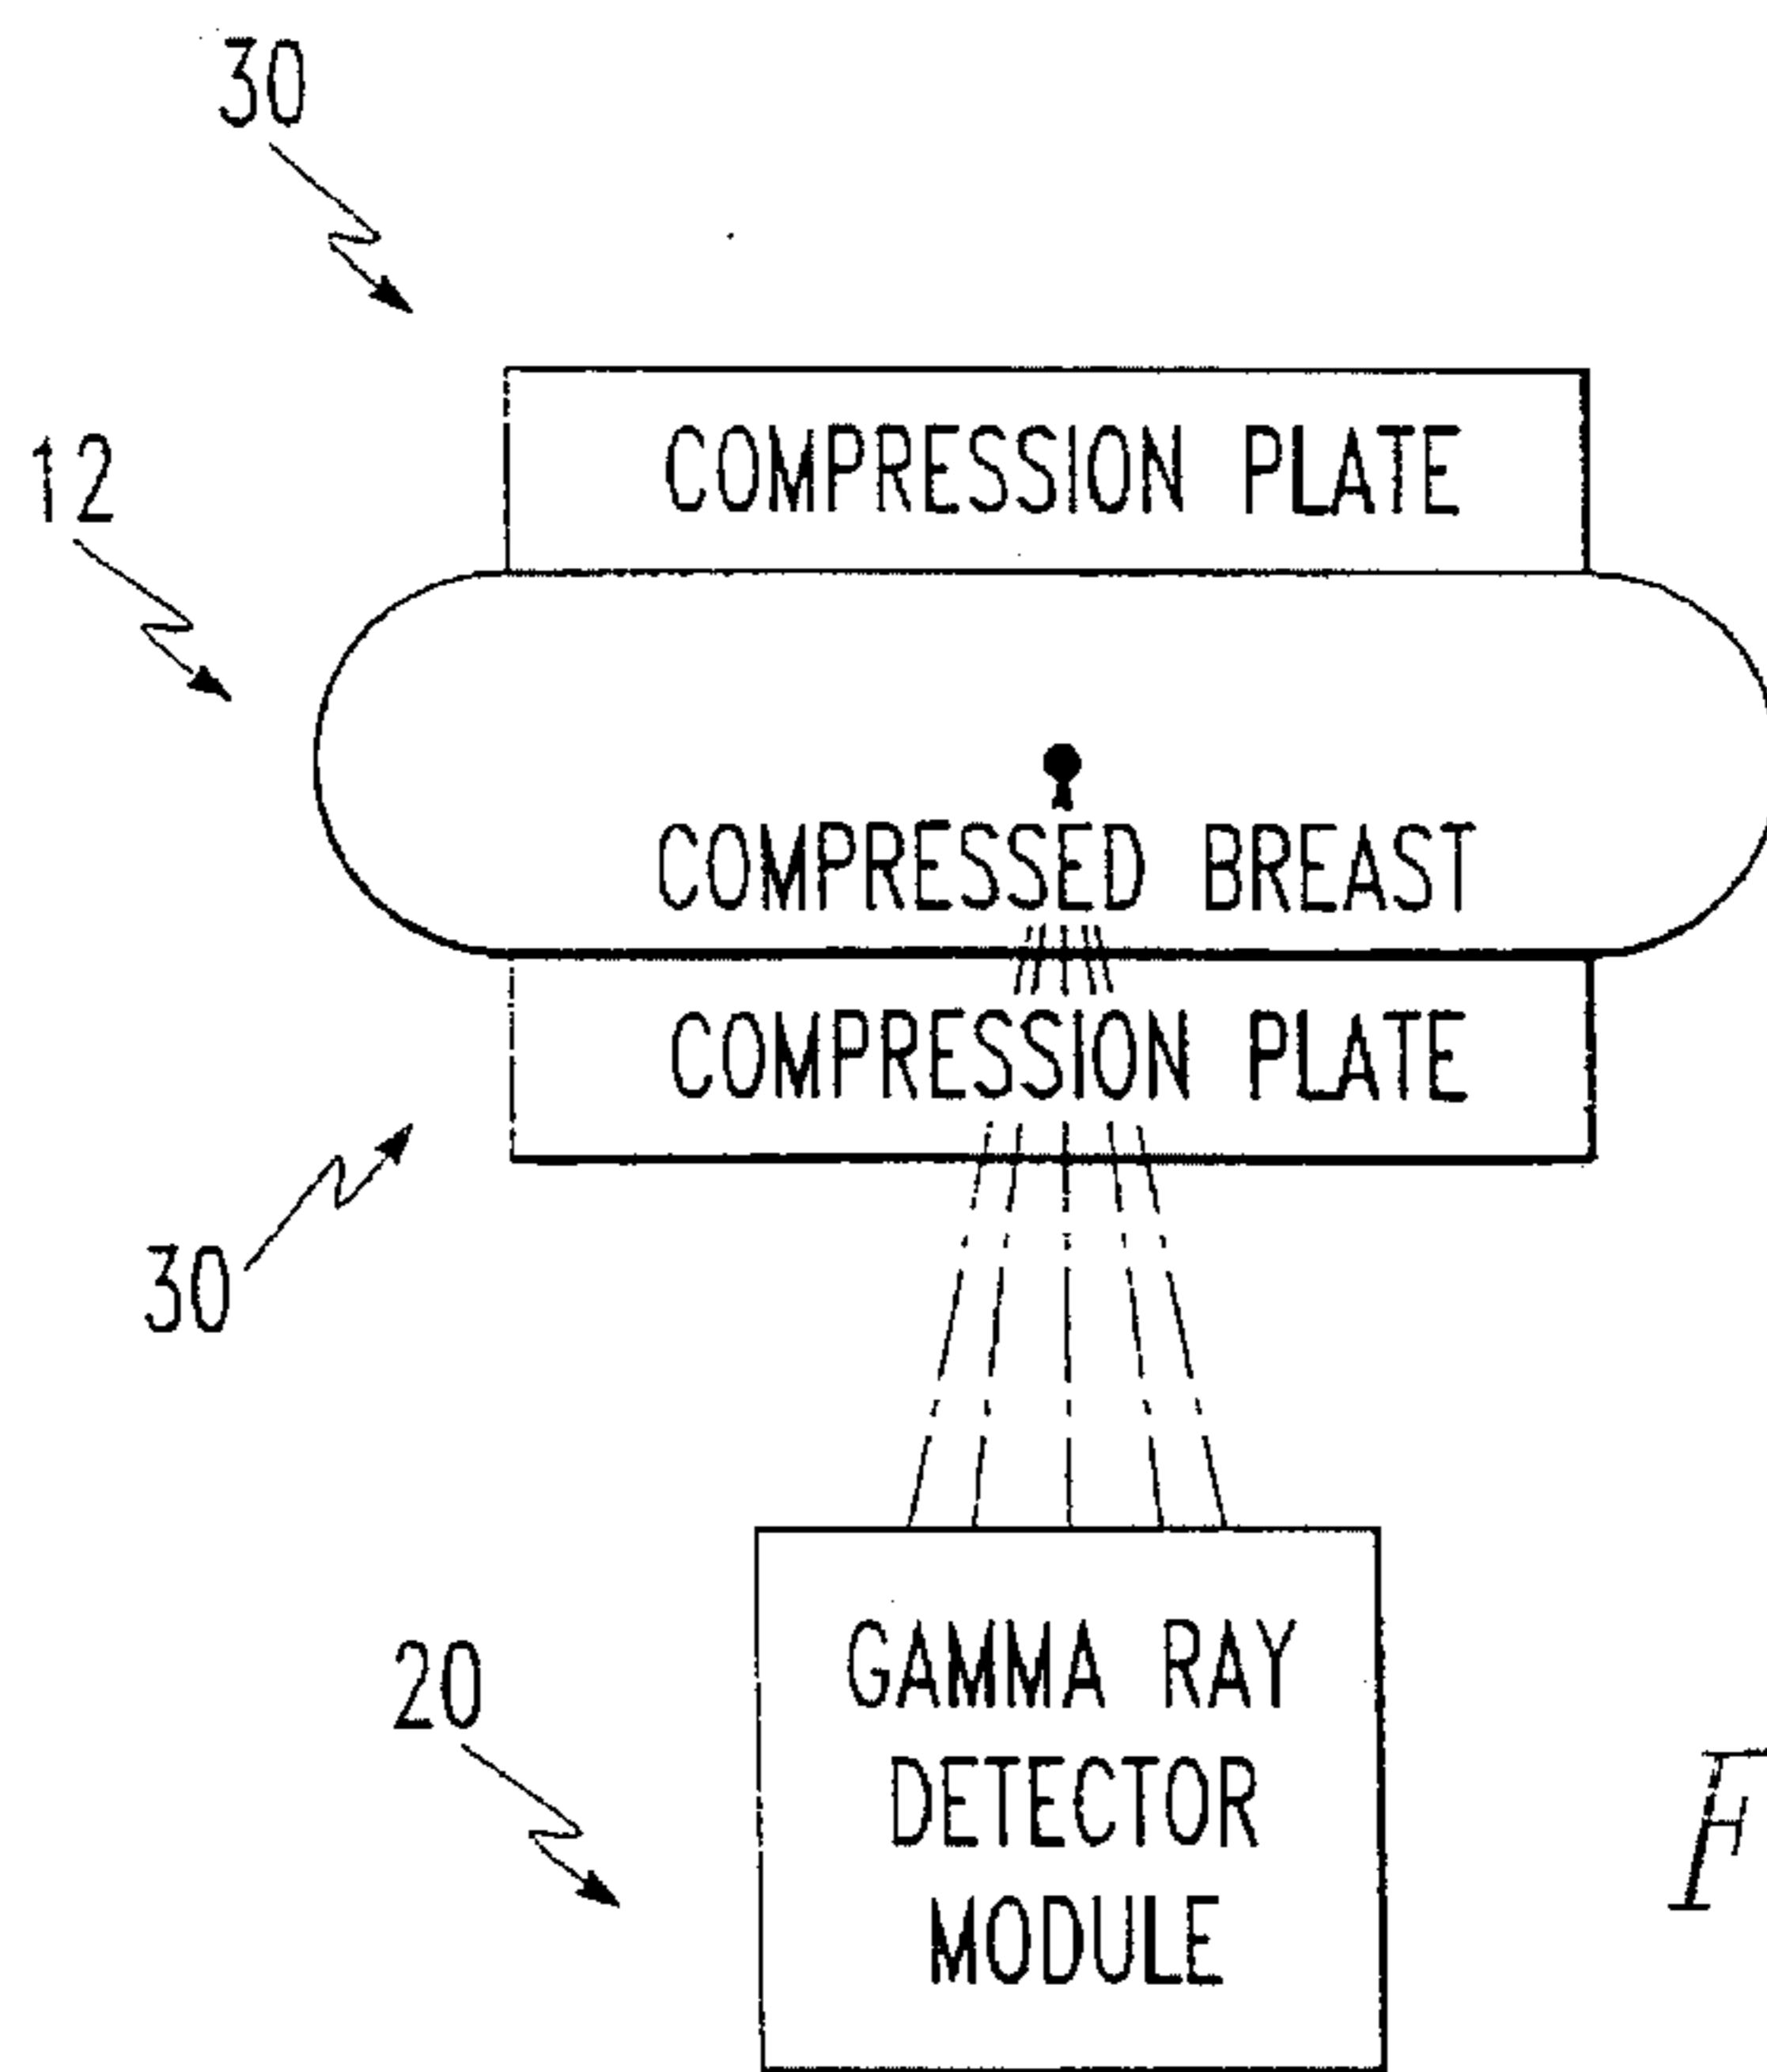 30
COMPRESSION PLATE
12
COMPRESSED BREAST
COMPRESSION PLATE
30
20
GAMMA RAY
DETECTOR
MODULE
F